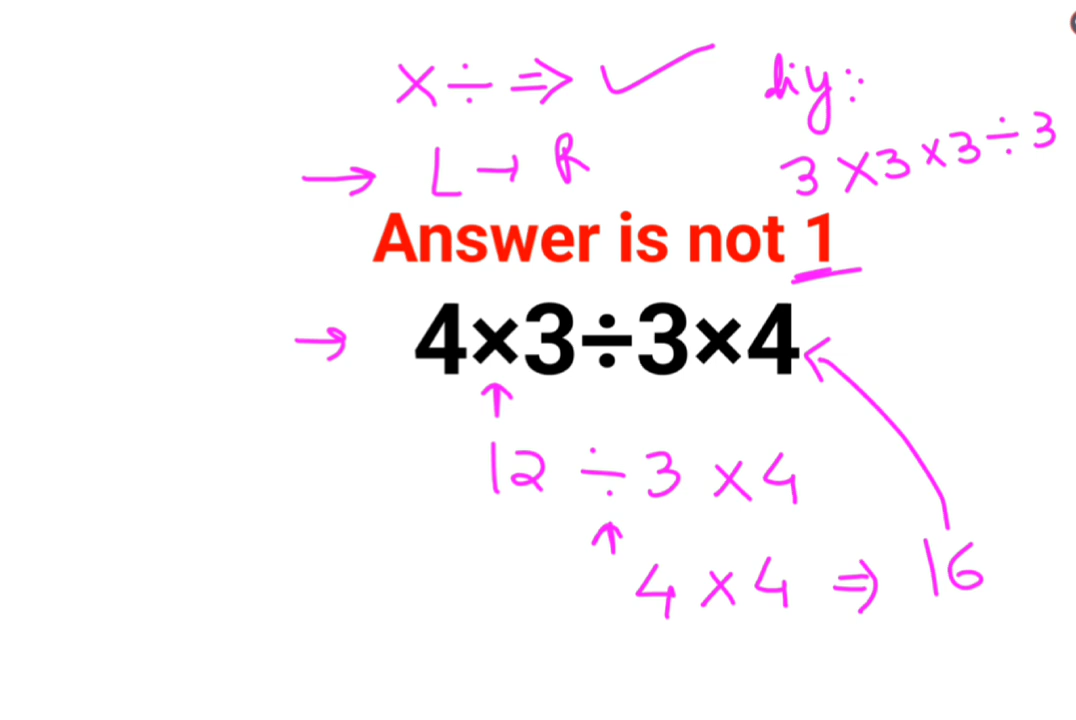 × ÷ ⇒ ✓
diy:
→ L → R
3 × 3 × 3 ÷ 3
Answer is not 1
→ 4×3÷3×4
12 ÷ 3 × 4
4 × 4 ⇒ 16